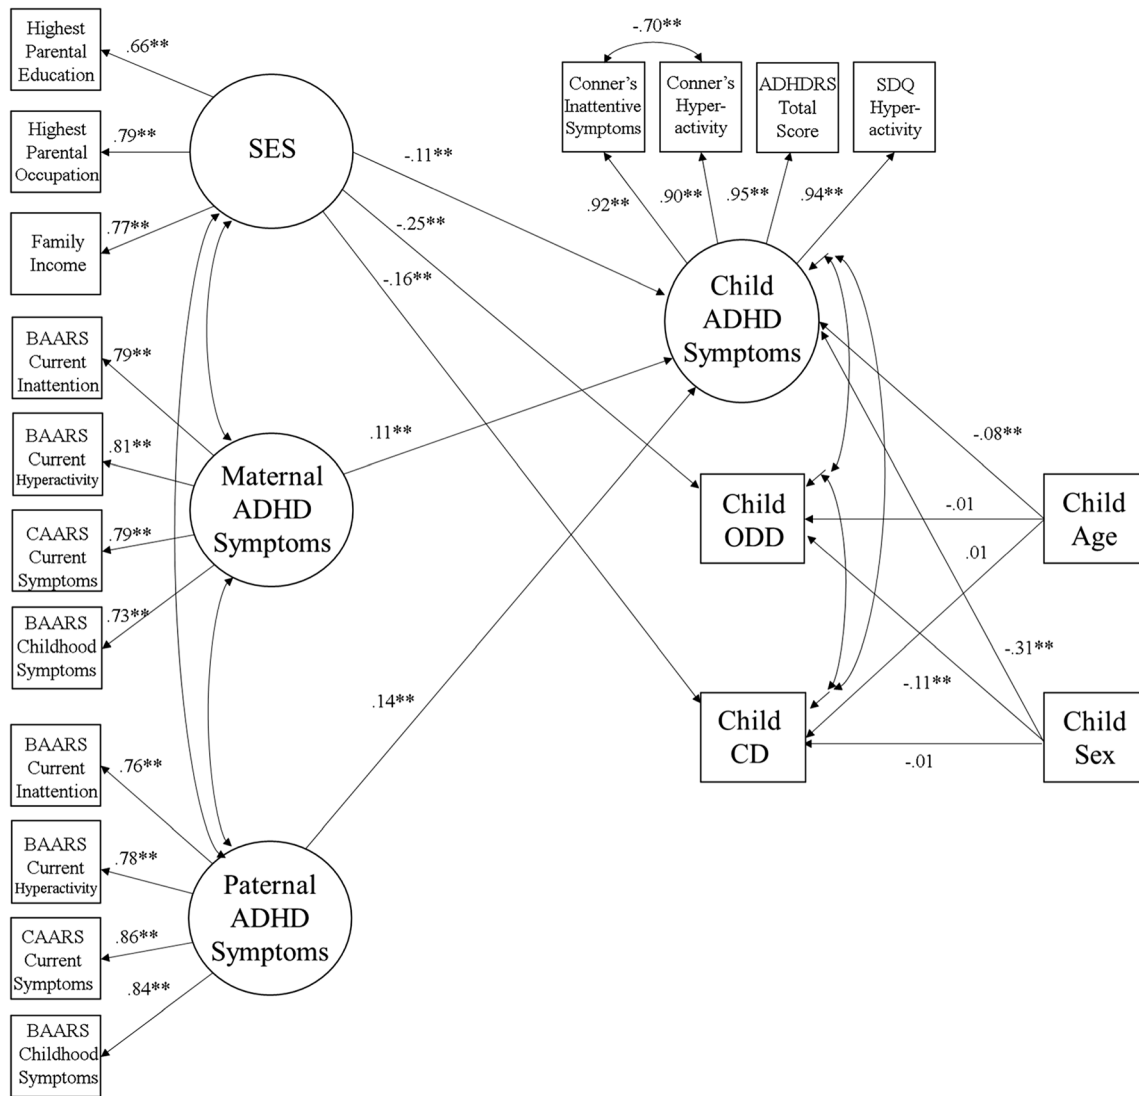 Highest
Parental
Education
.66**
Highest
Parental
Occupation
.79**
Family
Income
.77**
SES
-.11**
-.25**
-.16**
-.70**
Conner's
Inattentive
Symptoms
Conner's
Hyper-
activity
ADHDRS
Total
Score
SDQ
Hyper-
activity
.92**
.90**
.95**
.94**
Child
ADHD
Symptoms
BAARS
Current
Inattention
.79**
BAARS
Current
Hyperactivity
.81**
CAARS
Current
Symptoms
.79**
BAARS
Childhood
Symptoms
.73**
Maternal
ADHD
Symptoms
.11**
.14**
Child
ODD
Child
CD
-.08**
-.01
.01
-.31**
-.11**
-.01
Child
Age
Child
Sex
BAARS
Current
Inattention
.76**
BAARS
Current
Hyperactivity
.78**
CAARS
Current
Symptoms
.86**
BAARS
Childhood
Symptoms
.84**
Paternal
ADHD
Symptoms